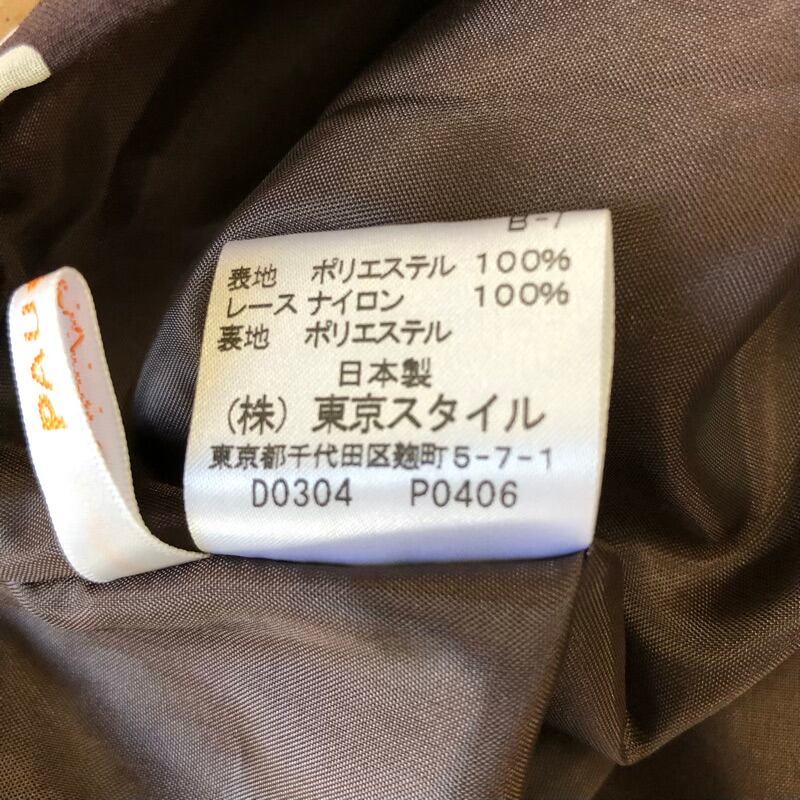 B-7
表地 ポリエステル 100%
レース ナイロン 100%
裏地 ポリエステル
日本製
(株) 東京スタイル
東京都千代田区麹町5-7-1
D0304 P0406
PAU